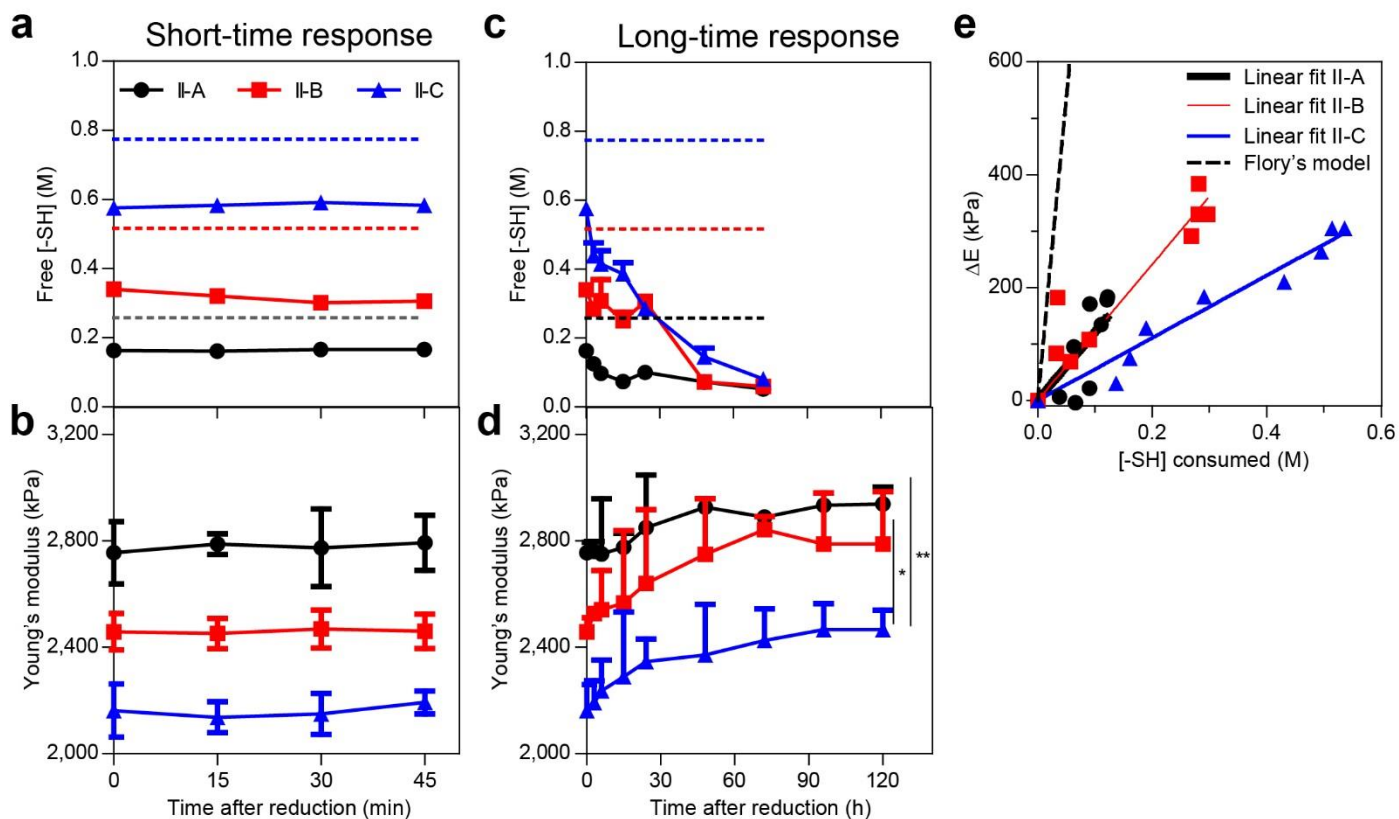 a
Short-time response
1.0
0.8
0.6
0.4
0.2
0.0
Free [-SH] (M)
II-A
II-B
II-C
b
3,200
2,800
2,400
2,000
Young's modulus (kPa)
0
15
30
45
Time after reduction (min)
c
Long-time response
1.0
0.8
0.6
0.4
0.2
0.0
Free [-SH] (M)
d
3,200
2,800
2,400
2,000
Young's modulus (kPa)
*
**
0
30
60
90
120
Time after reduction (h)
e
600
400
200
0
ΔE (kPa)
Linear fit II-A
Linear fit II-B
Linear fit II-C
Flory's model
0.0
0.2
0.4
0.6
[-SH] consumed (M)